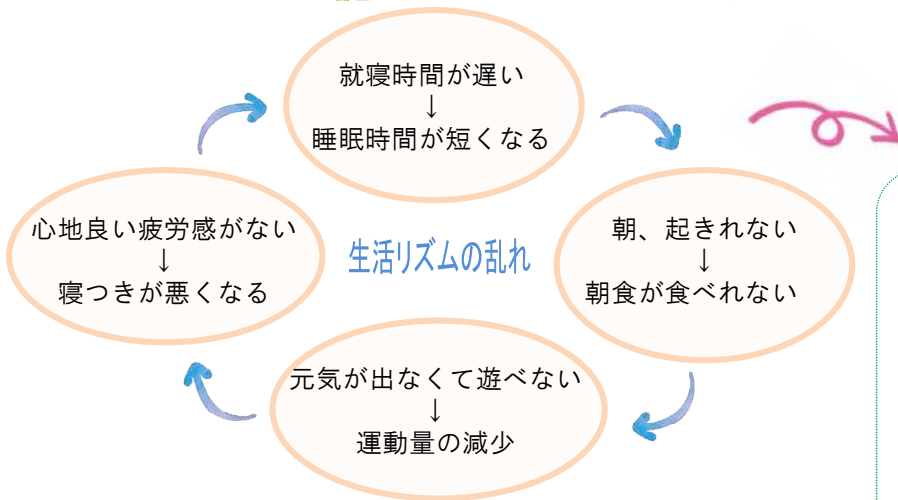 就寝時間が遅い
↓
睡眠時間が短くなる
朝、起きれない
↓
朝食が食べれない
元気が出なくて遊べない
↓
運動量の減少
心地良い疲労感がない
↓
寝つきが悪くなる
生活リズムの乱れ